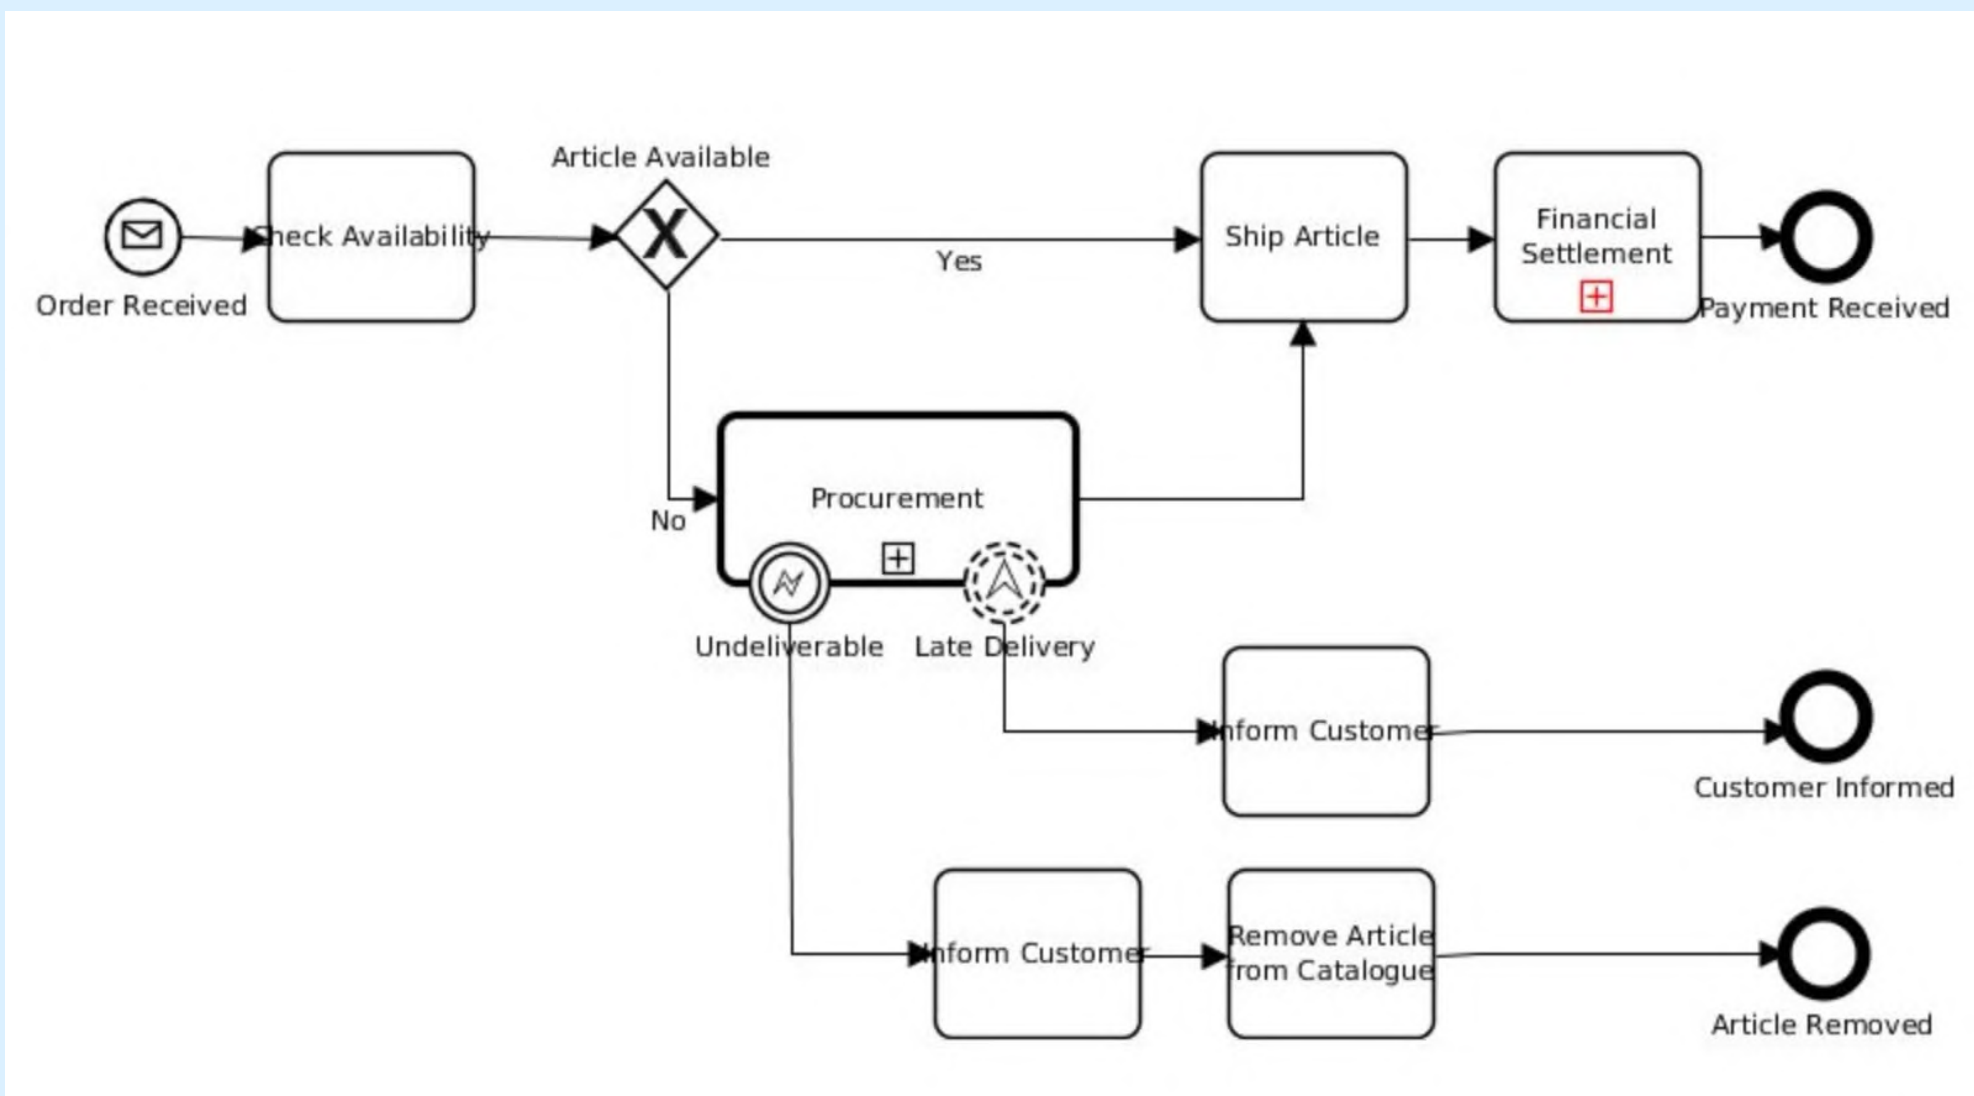 Article Available
Order Received
Check Availability
Yes
Ship Article
Financial
Settlement
Payment Received
No
Procurement
Undeliverable
Late Delivery
Inform Customer
Customer Informed
Inform Customer
Remove Article
from Catalogue
Article Removed